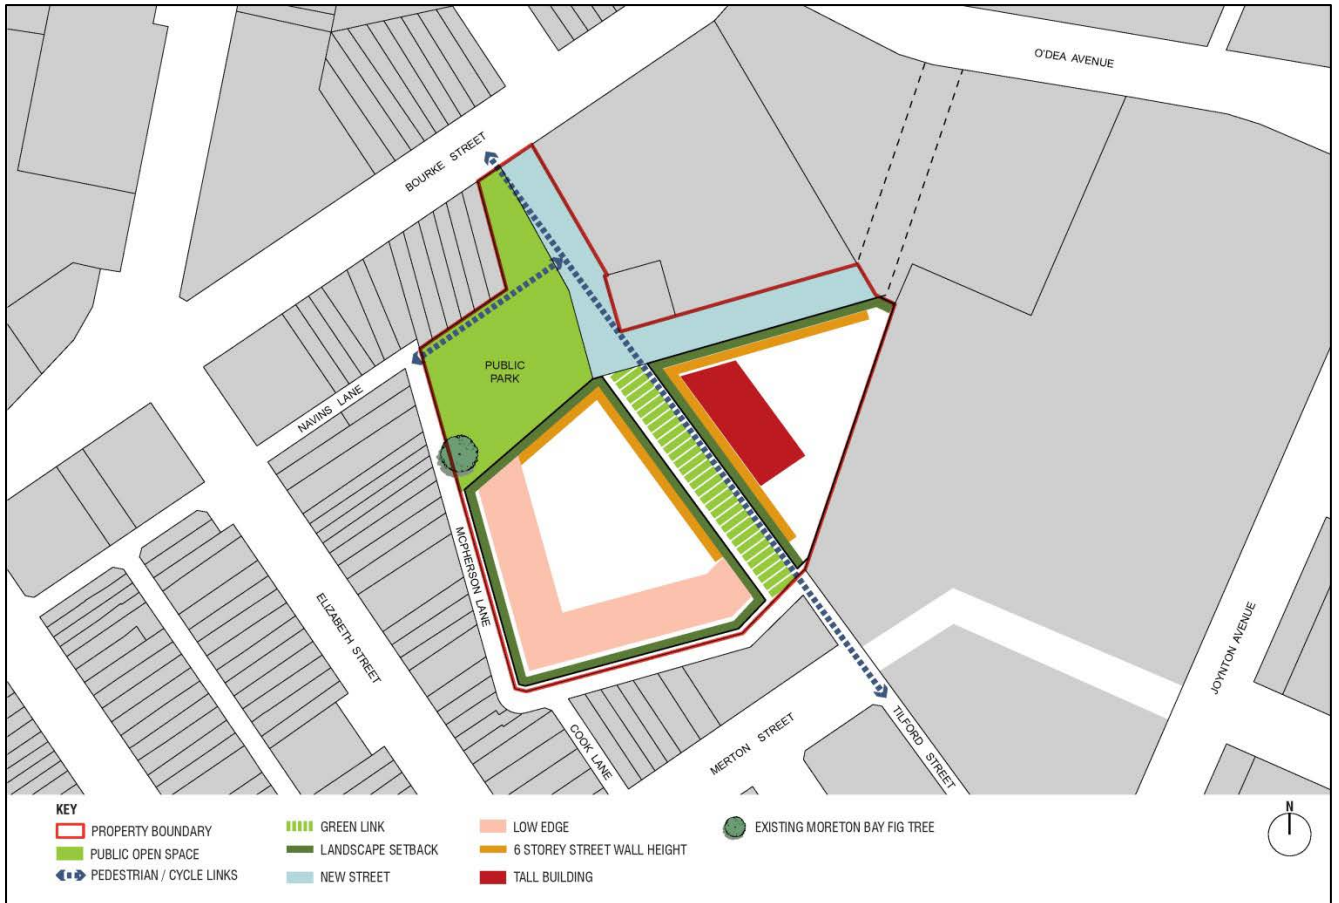 O'DEA AVENUE
BOURKE STREET
PUBLIC
PARK
NAVINS LANE
MCPHERSON LANE
ELIZABETH STREET
COOK LANE
MERTON STREET
TILFORD STREET
JOYNTON AVENUE
KEY
PROPERTY BOUNDARY
PUBLIC OPEN SPACE
PEDESTRIAN / CYCLE LINKS
GREEN LINK
LANDSCAPE SETBACK
NEW STREET
LOW EDGE
6 STOREY STREET WALL HEIGHT
TALL BUILDING
EXISTING MORETON BAY FIG TREE
N